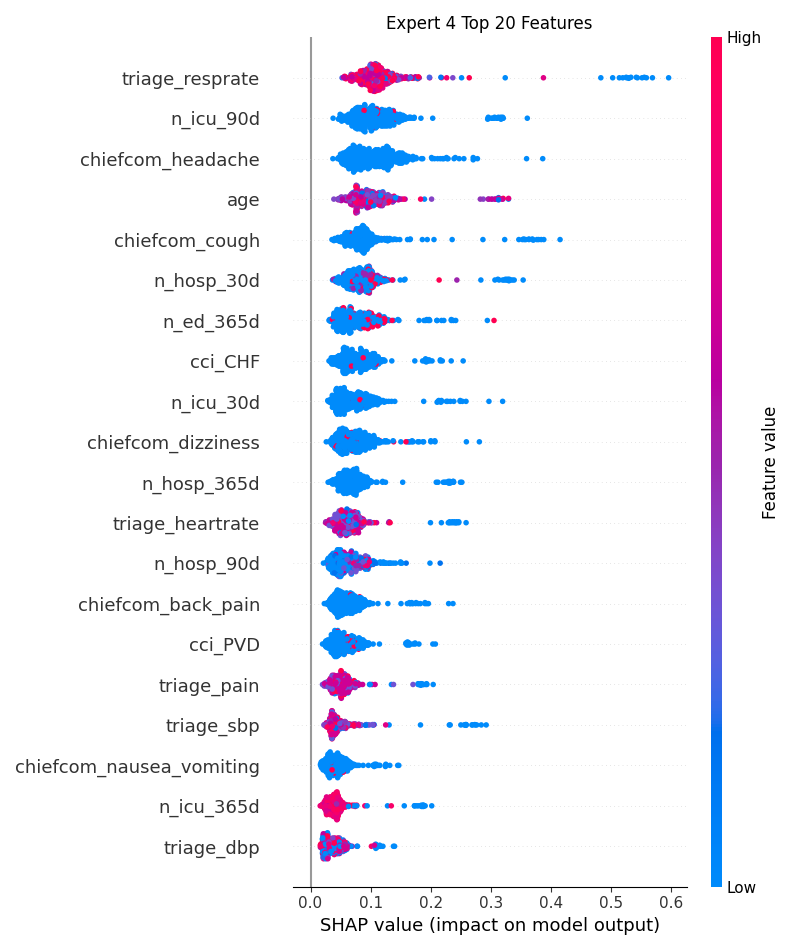 Expert 4 Top 20 Features
High
triage_resprate
n_icu_90d
chiefcom_headache
age
chiefcom_cough
n_hosp_30d
n_ed_365d
cci_CHF
n_icu_30d
chiefcom_dizziness
n_hosp_365d
triage_heartrate
n_hosp_90d
chiefcom_back_pain
cci_PVD
triage_pain
triage_sbp
chiefcom_nausea_vomiting
n_icu_365d
triage_dbp
Feature value
Low
0.0 0.1 0.2 0.3 0.4 0.5 0.6
SHAP value (impact on model output)